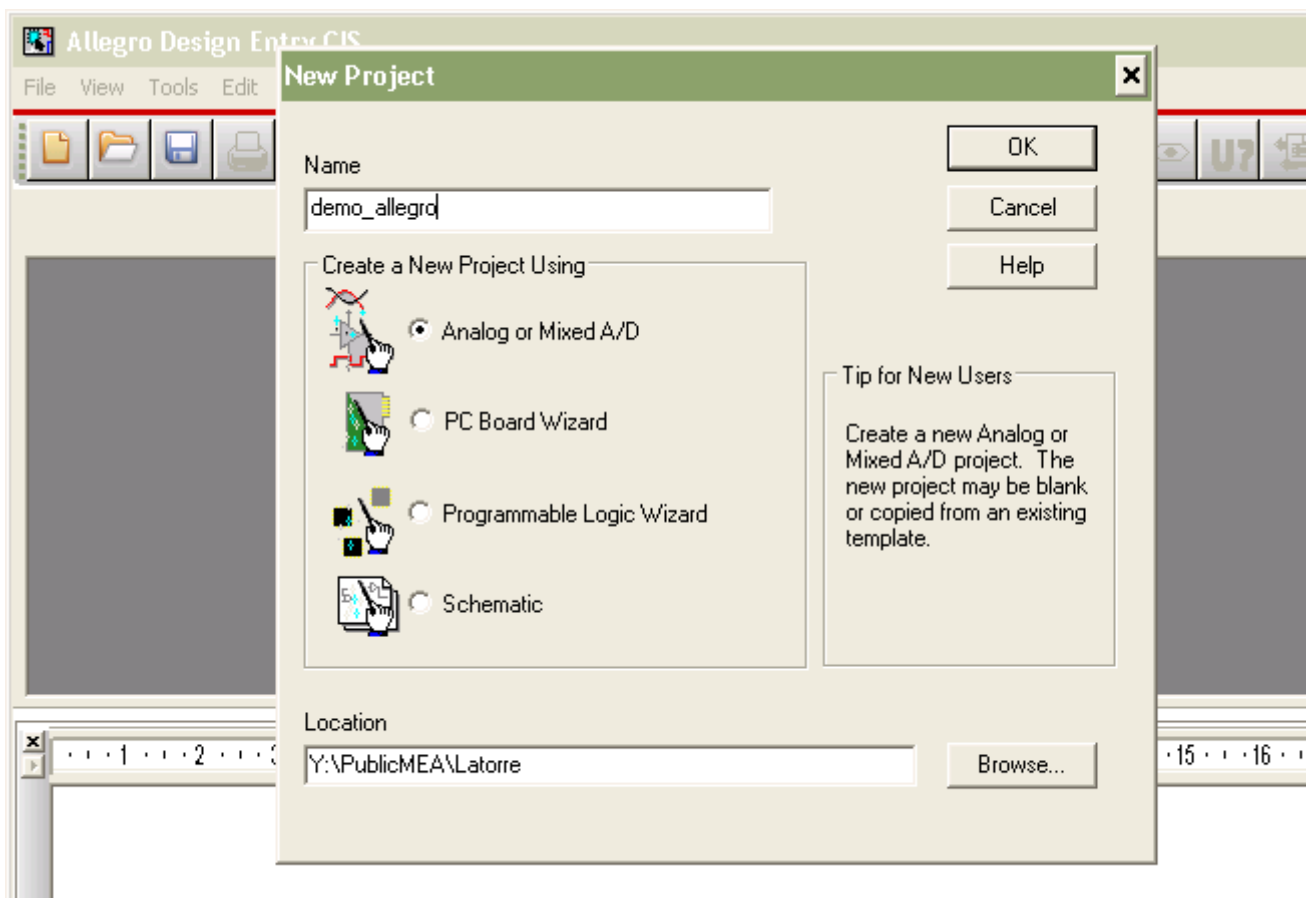 Allegro Design Entry CIS
File View Tools Edit
New Project
OK
Name
demo_allegro
Cancel
Create a New Project Using
Help
Analog or Mixed A/D
Tip for New Users
PC Board Wizard
Create a new Analog or
Mixed A/D project. The
new project may be blank
or copied from an existing
template.
Programmable Logic Wizard
Schematic
Location
Y:\PublicMEA\Latorre
Browse...
U?
1 2 3
15 16